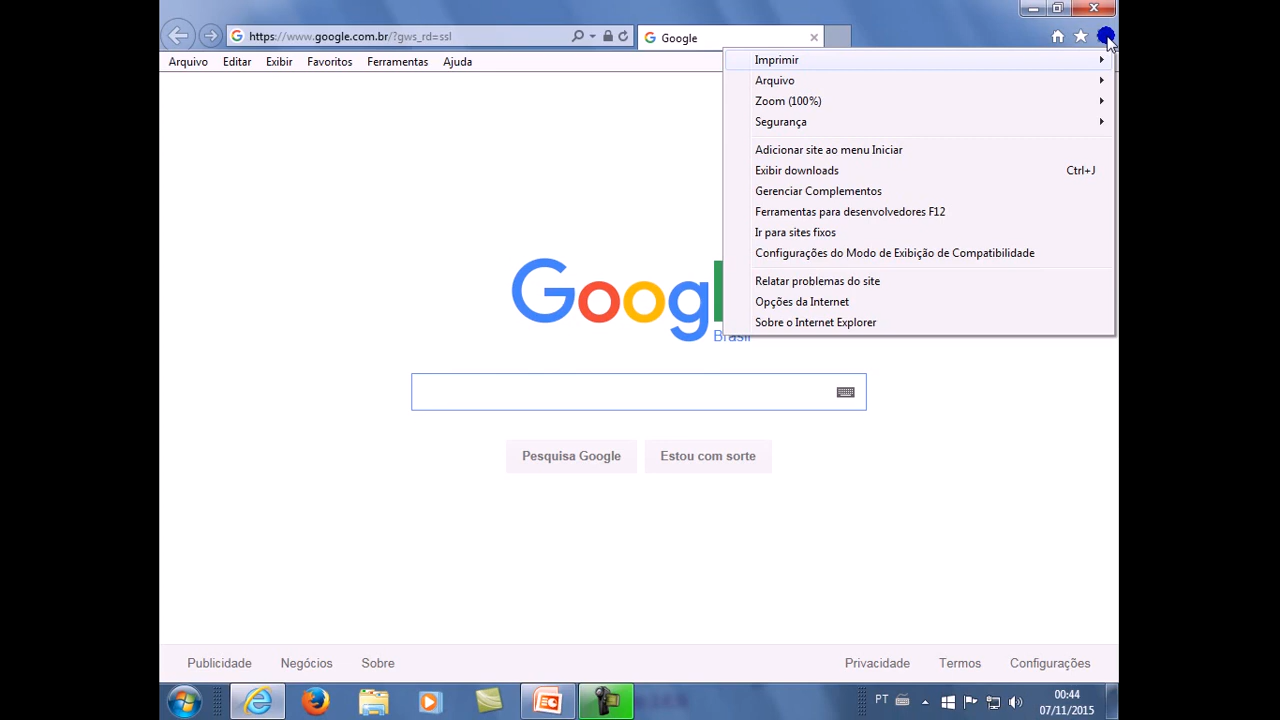 https://www.google.com.br/?gws_rd=ssl
Google
Arquivo Editar Exibir Favoritos Ferramentas Ajuda
Imprimir
Arquivo
Zoom (100%)
Segurança
Adicionar site ao menu Iniciar
Exibir downloads Ctrl+J
Gerenciar Complementos
Ferramentas para desenvolvedores F12
Ir para sites fixos
Configurações do Modo de Exibição de Compatibilidade
Relatar problemas do site
Opções da Internet
Sobre o Internet Explorer
Googl
Brasil
Pesquisa Google Estou com sorte
Publicidade Negócios Sobre Privacidade Termos Configurações
PT 00:44
07/11/2015